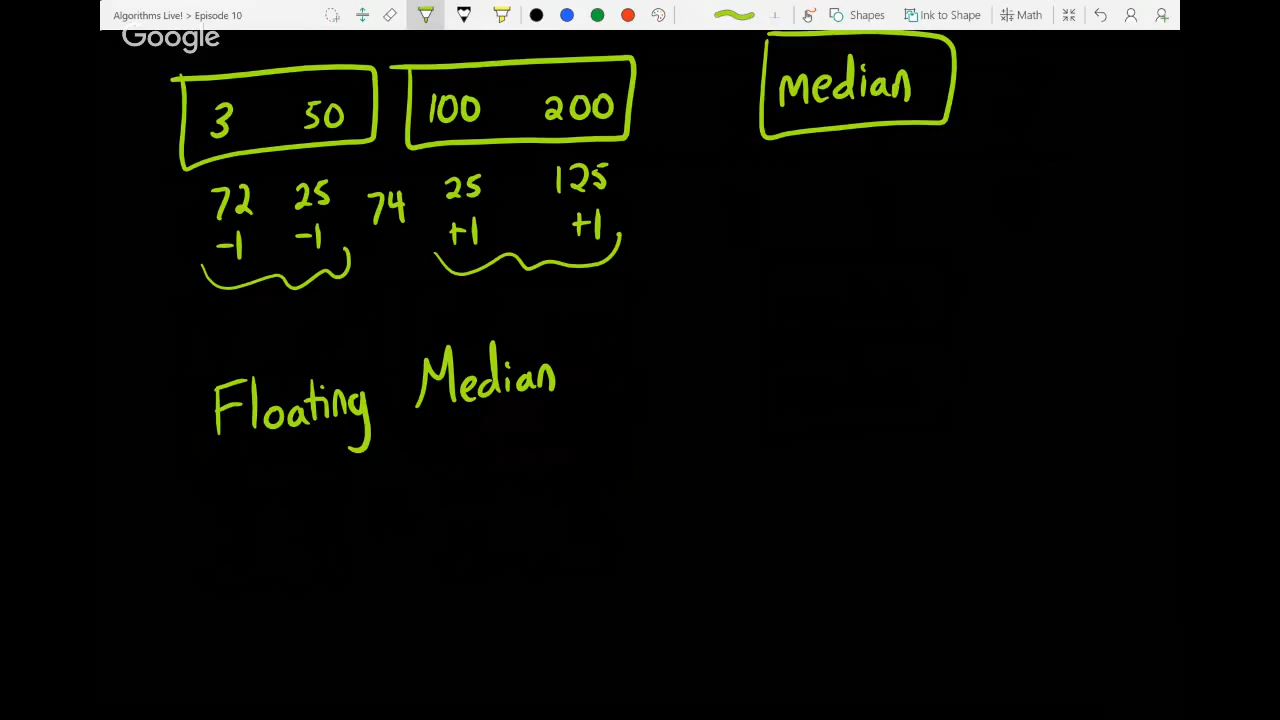 Algorithms Live! > Episode 10
Shapes Ink to Shape Math
Google
3 50 100 200 median
72 25 74 25 125
-1 -1 +1 +1
Floating Median